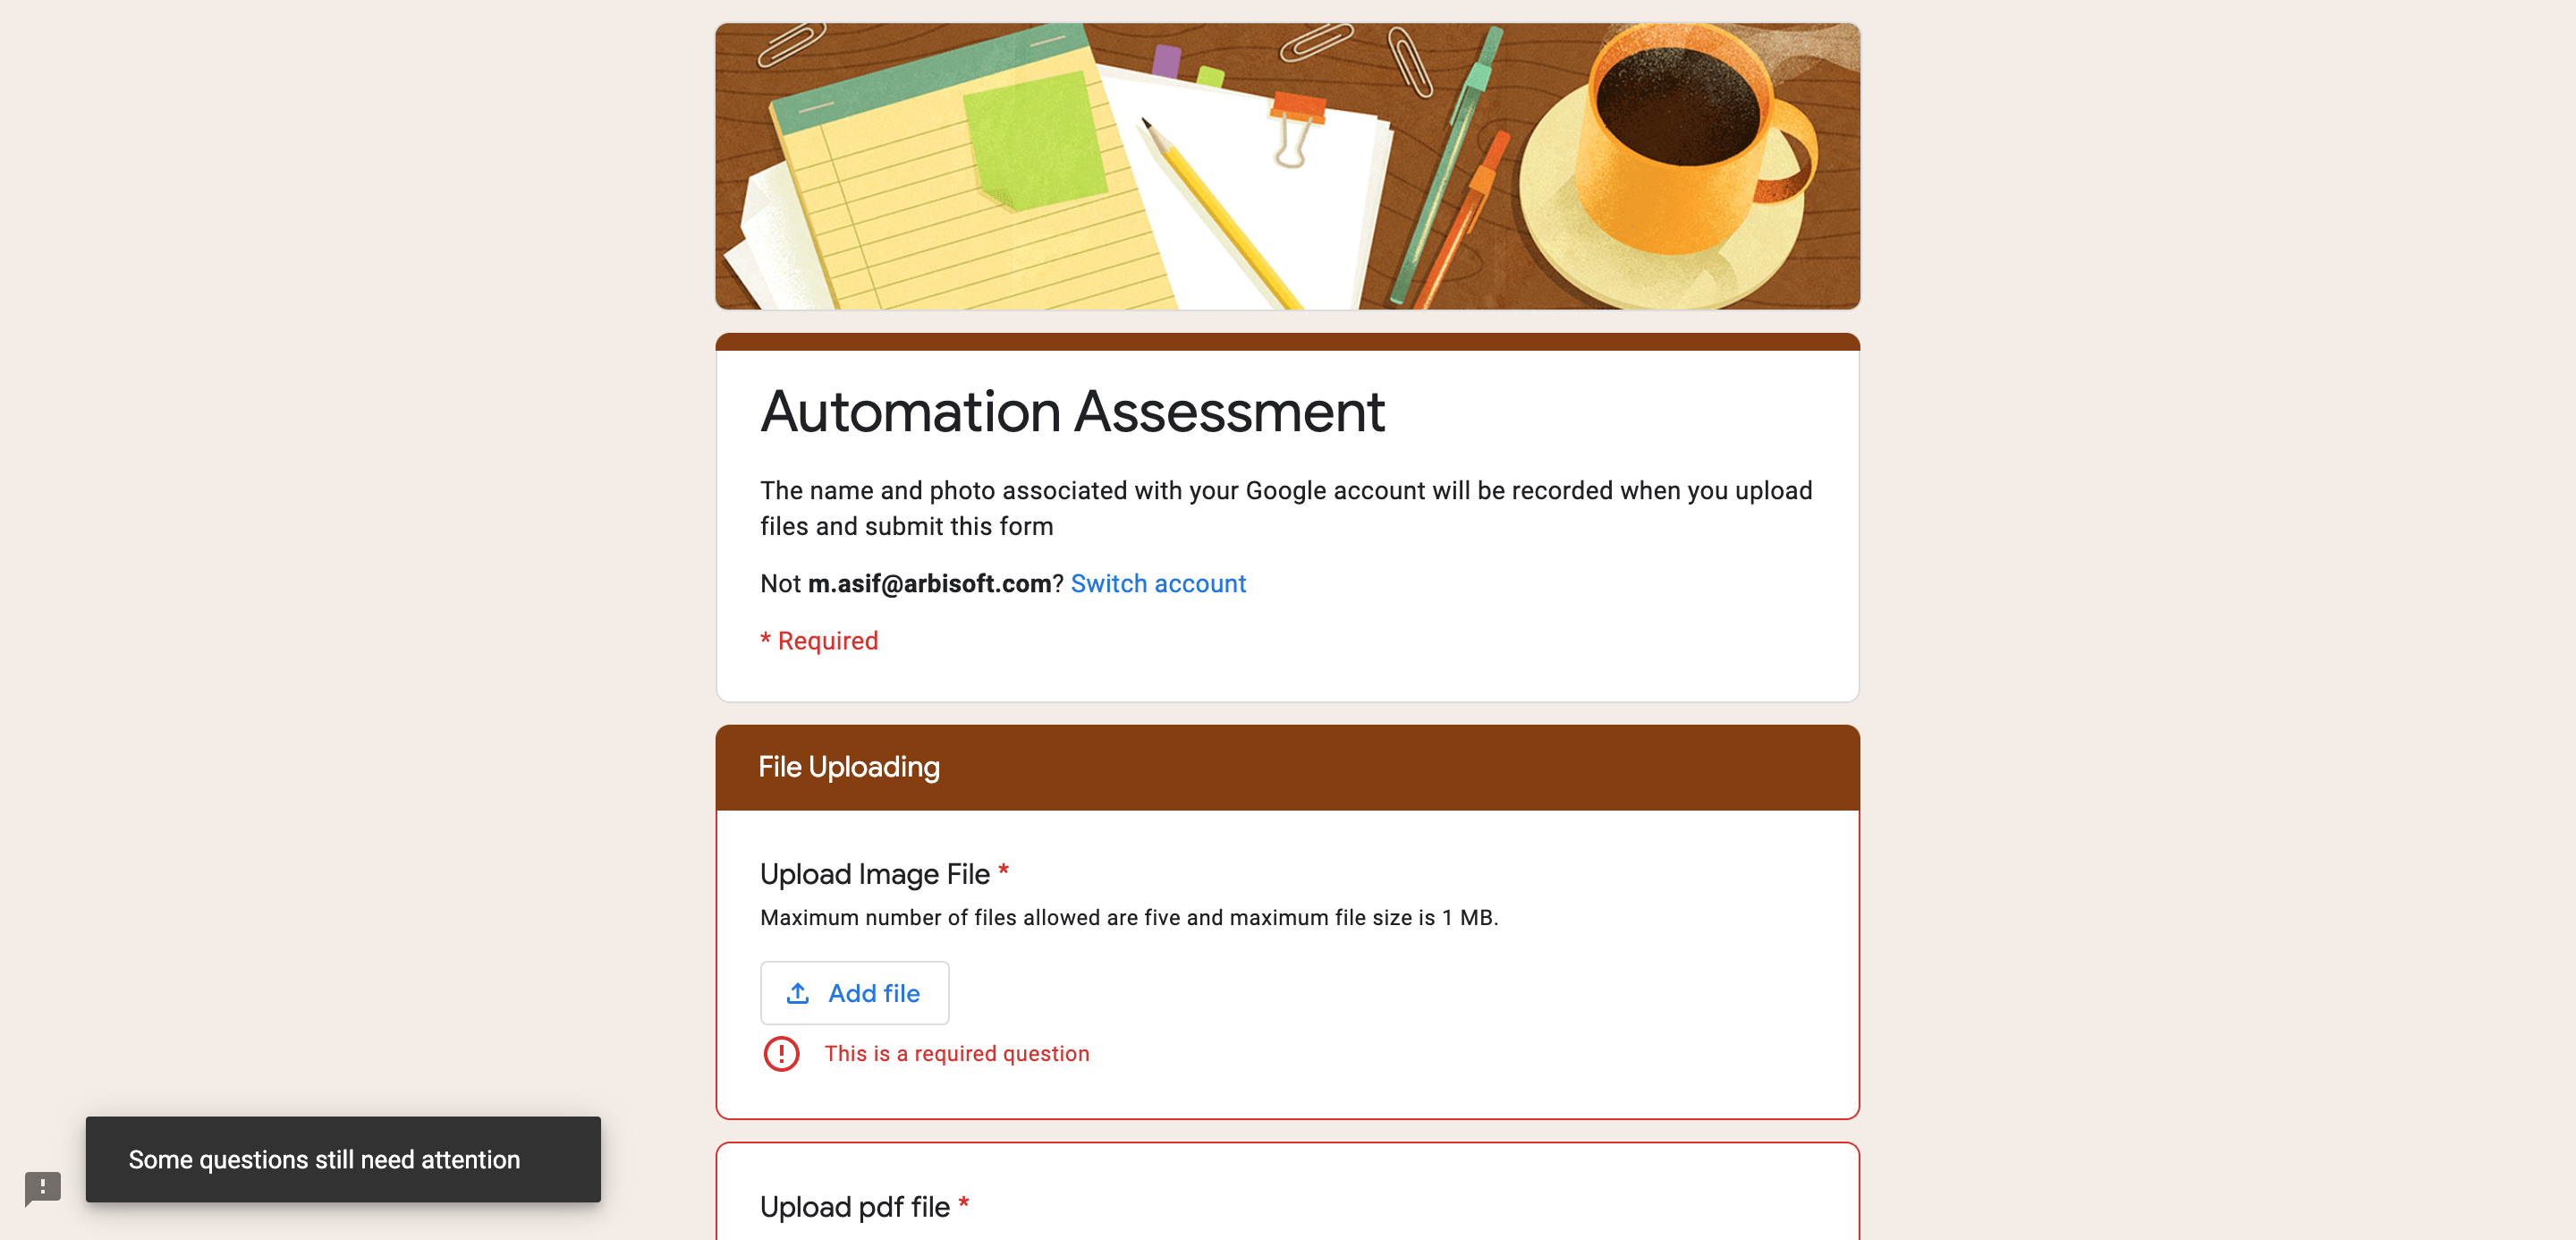 Automation Assessment
The name and photo associated with your Google account will be recorded when you upload
files and submit this form
Not m.asif@arbisoft.com? Switch account
* Required
File Uploading
Upload Image File *
Maximum number of files allowed are five and maximum file size is 1 MB.
Add file
This is a required question
Some questions still need attention
Upload pdf file *